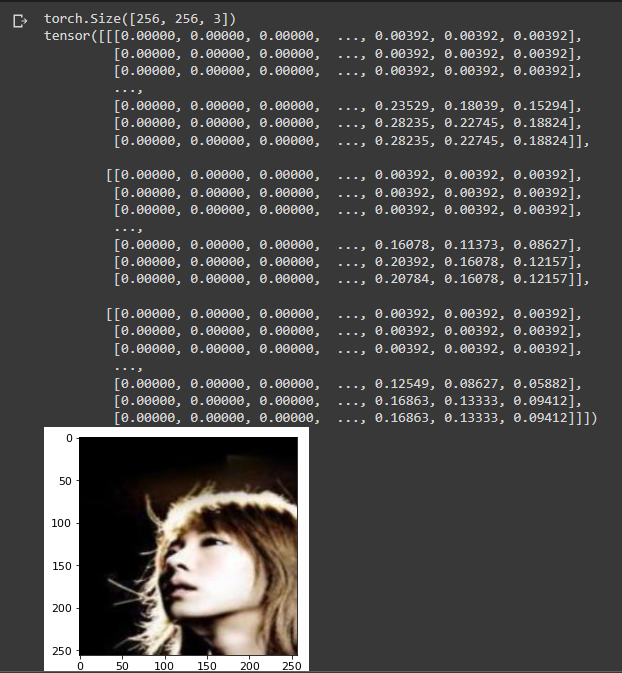 torch.Size([256, 256, 3])
tensor([[[0.00000, 0.00000, 0.00000,  ..., 0.00392, 0.00392, 0.00392],
         [0.00000, 0.00000, 0.00000,  ..., 0.00392, 0.00392, 0.00392],
         [0.00000, 0.00000, 0.00000,  ..., 0.00392, 0.00392, 0.00392],
         ...,
         [0.00000, 0.00000, 0.00000,  ..., 0.23529, 0.18039, 0.15294],
         [0.00000, 0.00000, 0.00000,  ..., 0.28235, 0.22745, 0.18824],
         [0.00000, 0.00000, 0.00000,  ..., 0.28235, 0.22745, 0.18824]],
        [[0.00000, 0.00000, 0.00000,  ..., 0.00392, 0.00392, 0.00392],
         [0.00000, 0.00000, 0.00000,  ..., 0.00392, 0.00392, 0.00392],
         [0.00000, 0.00000, 0.00000,  ..., 0.00392, 0.00392, 0.00392],
         ...,
         [0.00000, 0.00000, 0.00000,  ..., 0.16078, 0.11373, 0.08627],
         [0.00000, 0.00000, 0.00000,  ..., 0.20392, 0.16078, 0.12157],
         [0.00000, 0.00000, 0.00000,  ..., 0.20784, 0.16078, 0.12157]],
        [[0.00000, 0.00000, 0.00000,  ..., 0.00392, 0.00392, 0.00392],
         [0.00000, 0.00000, 0.00000,  ..., 0.00392, 0.00392, 0.00392],
         [0.00000, 0.00000, 0.00000,  ..., 0.00392, 0.00392, 0.00392],
         ...,
         [0.00000, 0.00000, 0.00000,  ..., 0.12549, 0.08627, 0.05882],
         [0.00000, 0.00000, 0.00000,  ..., 0.16863, 0.13333, 0.09412],
         [0.00000, 0.00000, 0.00000,  ..., 0.16863, 0.13333, 0.09412]]])
0
50
100
150
200
250
0 50 100 150 200 250